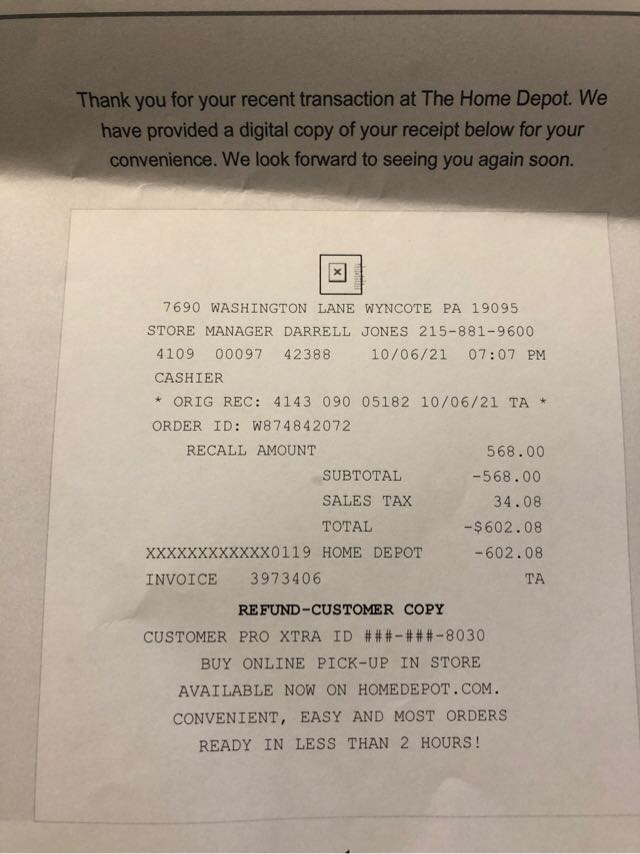 Thank you for your recent transaction at The Home Depot. We
have provided a digital copy of your receipt below for your
convenience. We look forward to seeing you again soon.
7690 WASHINGTON LANE WYNCOTE PA 19095
STORE MANAGER DARRELL JONES 215-881-9600
4109 00097 42388 10/06/21 07:07 PM
CASHIER
* ORIG REC: 4143 090 05182 10/06/21 TA *
ORDER ID: W874842072
RECALL AMOUNT 568.00
SUBTOTAL -568.00
SALES TAX 34.08
TOTAL -$602.08
XXXXXXXXXXXX0119 HOME DEPOT -602.08
INVOICE 3973406 TA
REFUND-CUSTOMER COPY
CUSTOMER PRO XTRA ID ###-###-8030
BUY ONLINE PICK-UP IN STORE
AVAILABLE NOW ON HOMEDEPOT.COM.
CONVENIENT, EASY AND MOST ORDERS
READY IN LESS THAN 2 HOURS!